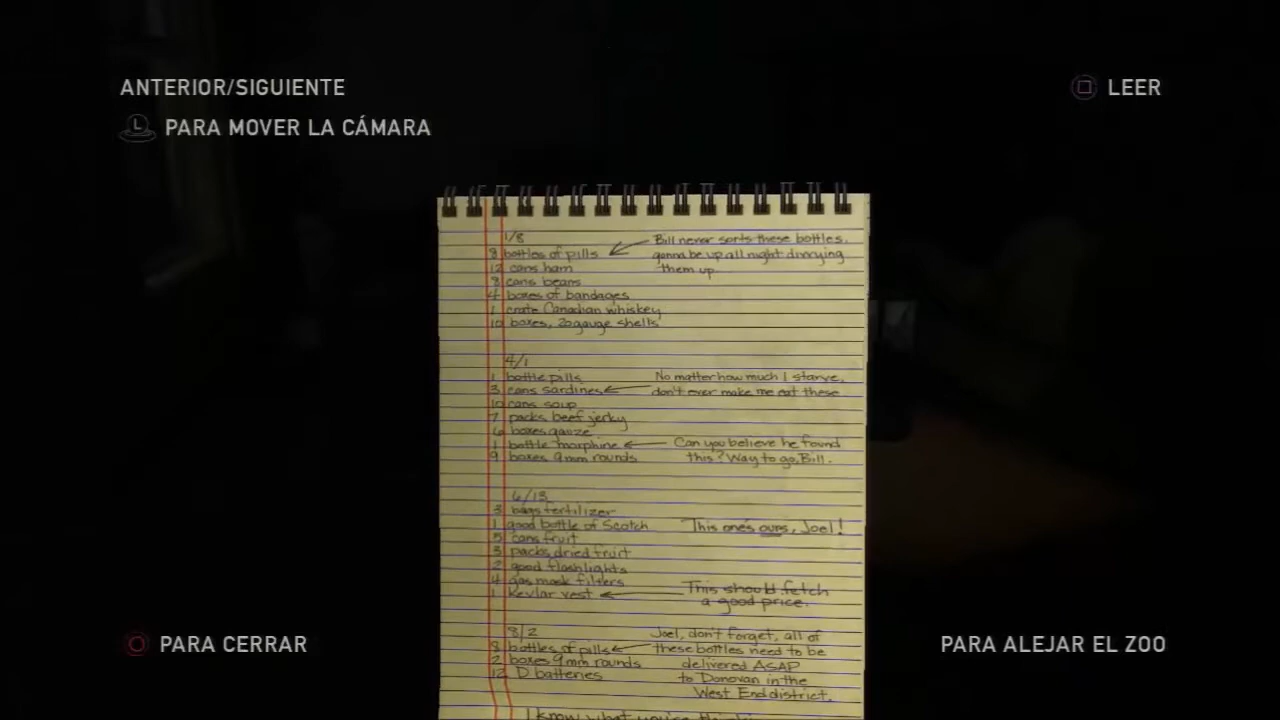 ANTERIOR/SIGUIENTE
LEER
L PARA MOVER LA CÁMARA
1/8
8 bottles of pills
12 cans ham
8 cans beans
4 boxes of bandages
1 crate Canadian whiskey
10 boxes, 20 gauge shells
Bill never sorts these bottles.
gonna be up all night divvying
them up
4/1
1 bottle pills
3 cans sardines
10 cans soup
7 packs beef jerky
6 boxes gauze
1 bottle morphine
9 boxes 9mm rounds
No matter how much I starve,
don't ever make me eat these
Can you believe he found
this? Way to go, Bill.
6/13
3 bags fertilizer
1 good bottle of Scotch
5 cans fruit
3 packs dried fruit
2 good flashlights
4 gas mask filters
1 Kevlar vest
This one's ours, Joel!
This should fetch
a good price.
8/2
8 bottles of pills
2 boxes 9mm rounds
12 D batteries
Joel, don't forget, all of
these bottles need to be
delivered ASAP
to Donovan in the
West End district.
I know what you're
PARA CERRAR
PARA ALEJAR EL ZOO